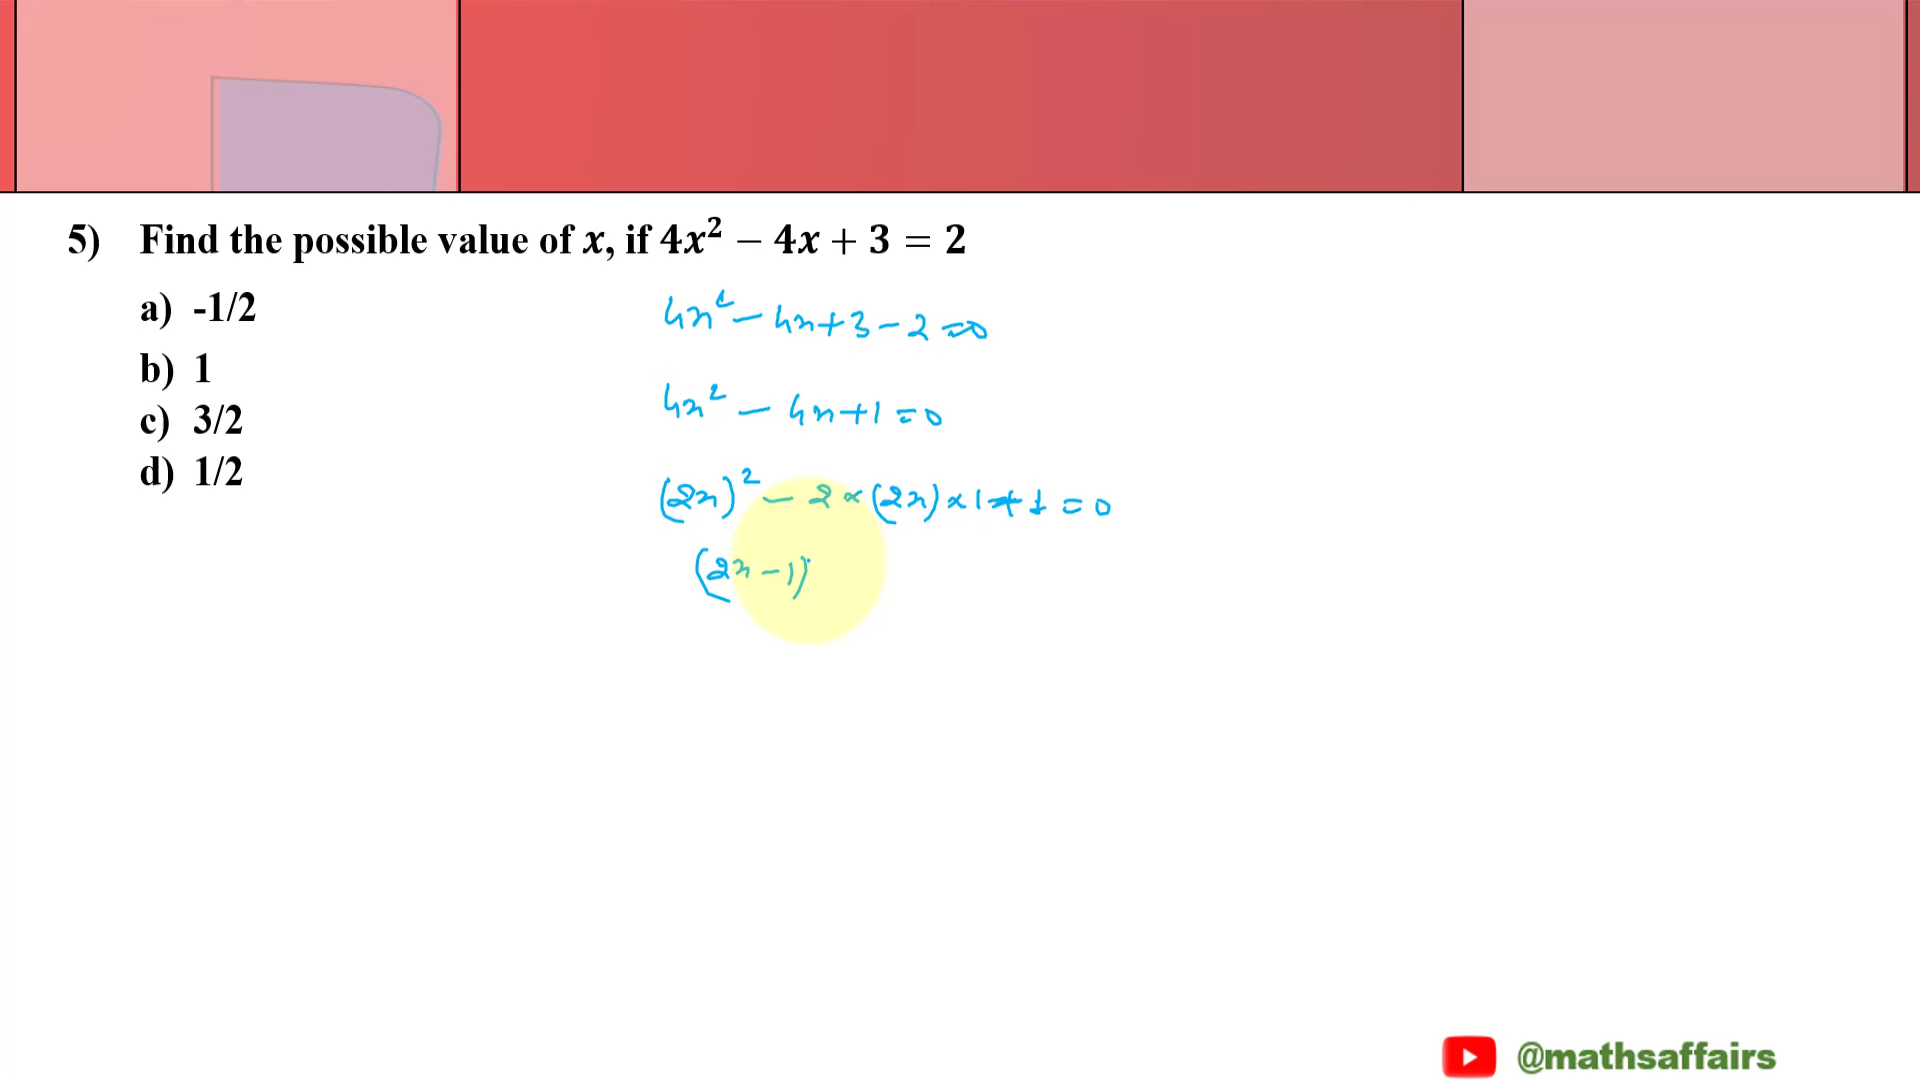 5) Find the possible value of x, if 4x² − 4x + 3 = 2
a) -1/2
b) 1
c) 3/2
d) 1/2
4x² − 4x + 3 − 2 = 0
4x² − 4x + 1 = 0
(2x)² − 2 × (2x) × 1 + 1 = 0
(2x − 1)
@mathsaffairs